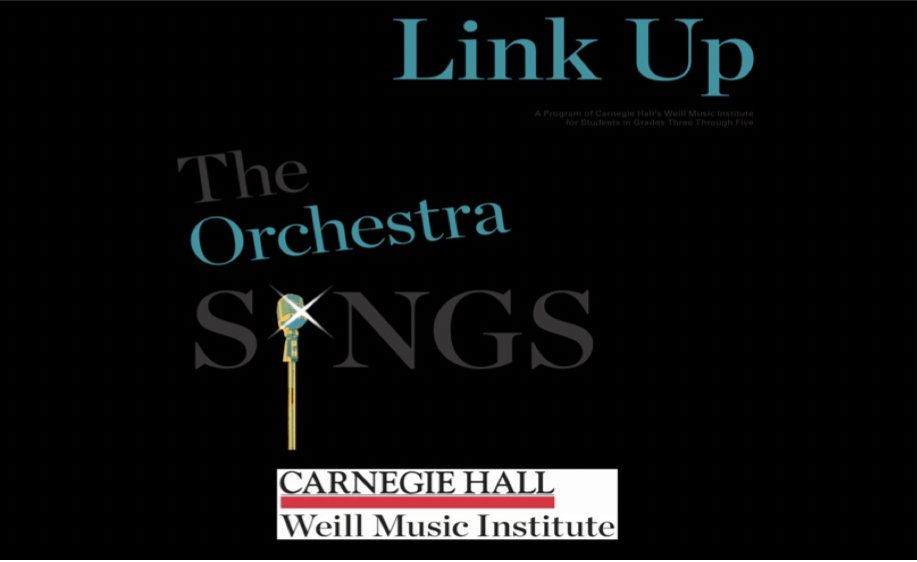 Link Up
A Program of Carnegie Hall's Weill Music Institute
for Students in Grades Three Through Five
The
Orchestra
SINGS
CARNEGIE HALL
Weill Music Institute